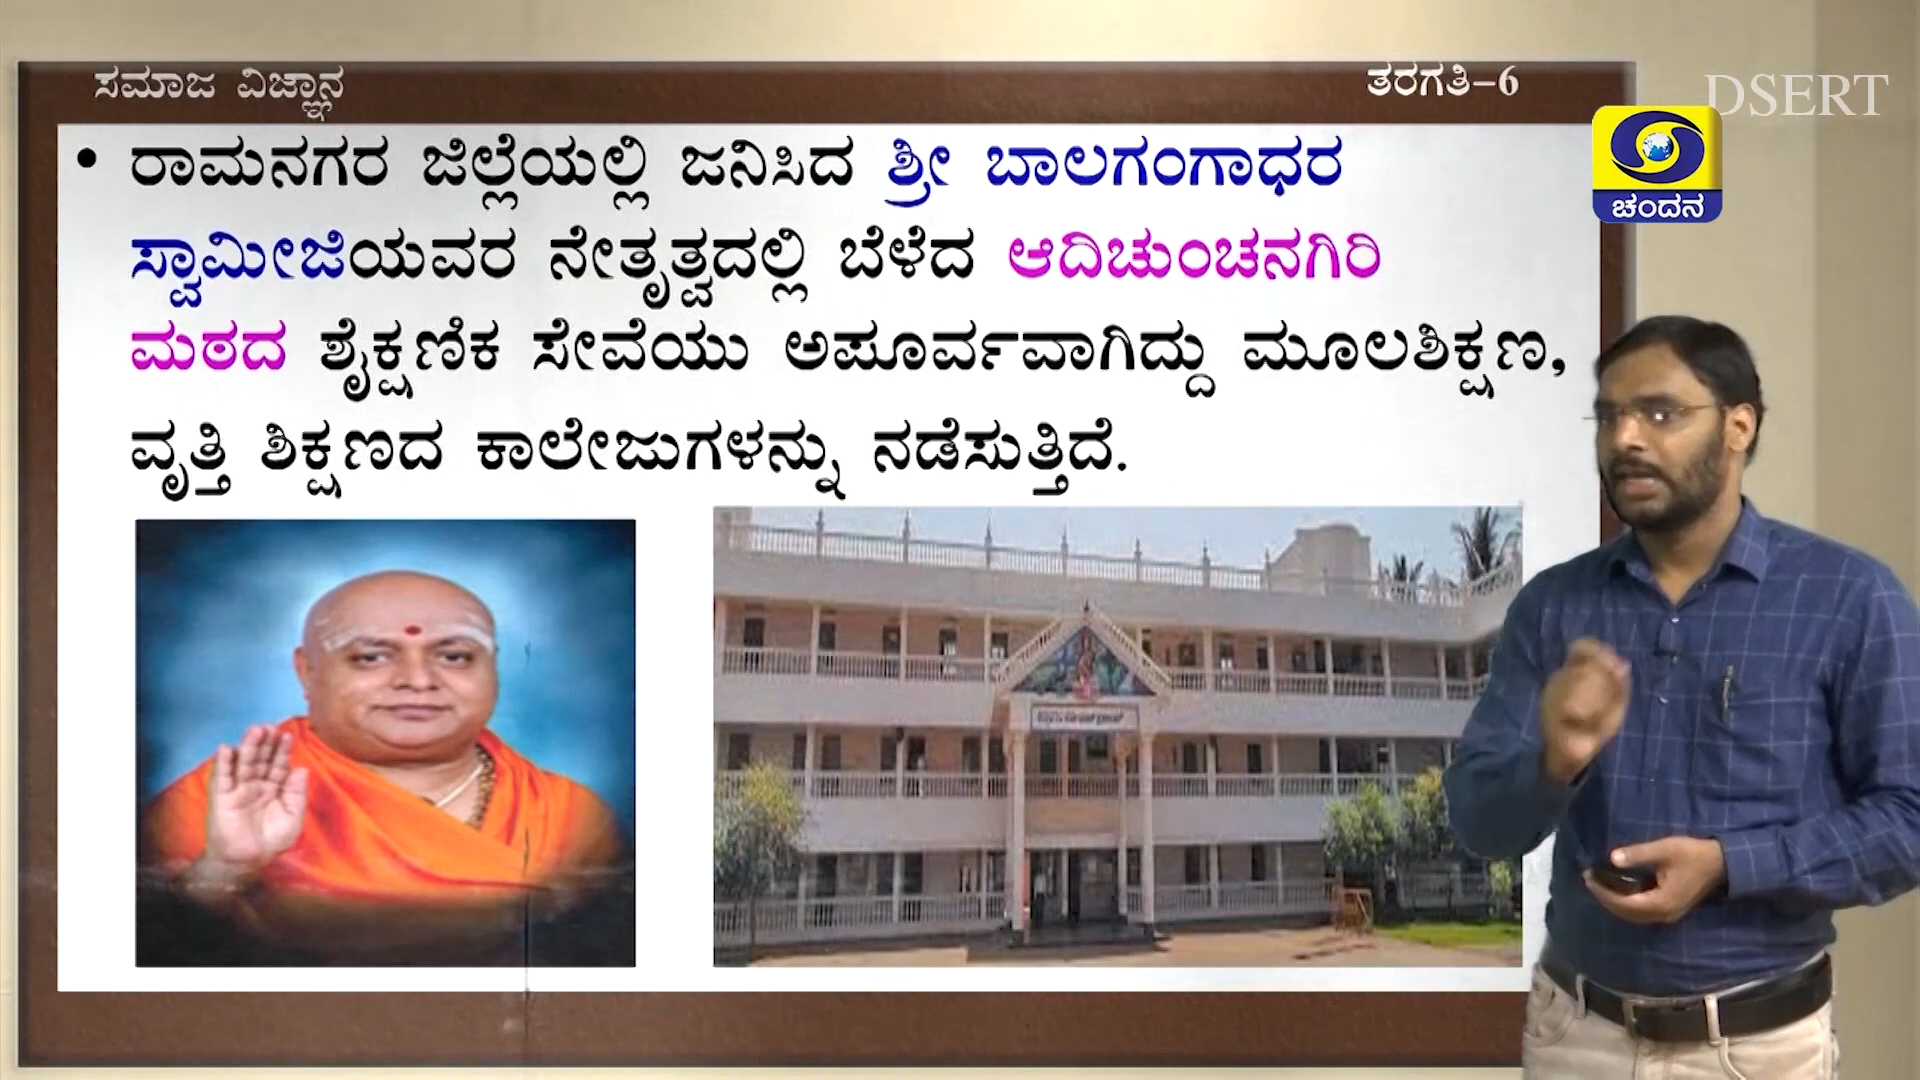 ಸಮಾಜ ವಿಜ್ಞಾನ
ತರಗತಿ-6
DSERT
ಚಂದನ
• ರಾಮನಗರ ಜಿಲ್ಲೆಯಲ್ಲಿ ಜನಿಸಿದ ಶ್ರೀ ಬಾಲಗಂಗಾಧರ
ಸ್ವಾಮೀಜಿಯವರ ನೇತೃತ್ವದಲ್ಲಿ ಬೆಳೆದ ಆದಿಚುಂಚನಗಿರಿ
ಮಠದ ಶೈಕ್ಷಣಿಕ ಸೇವೆಯು ಅಪೂರ್ವವಾಗಿದ್ದು ಮೂಲಶಿಕ್ಷಣ,
ವೃತ್ತಿ ಶಿಕ್ಷಣದ ಕಾಲೇಜುಗಳನ್ನು ನಡೆಸುತ್ತಿದೆ.